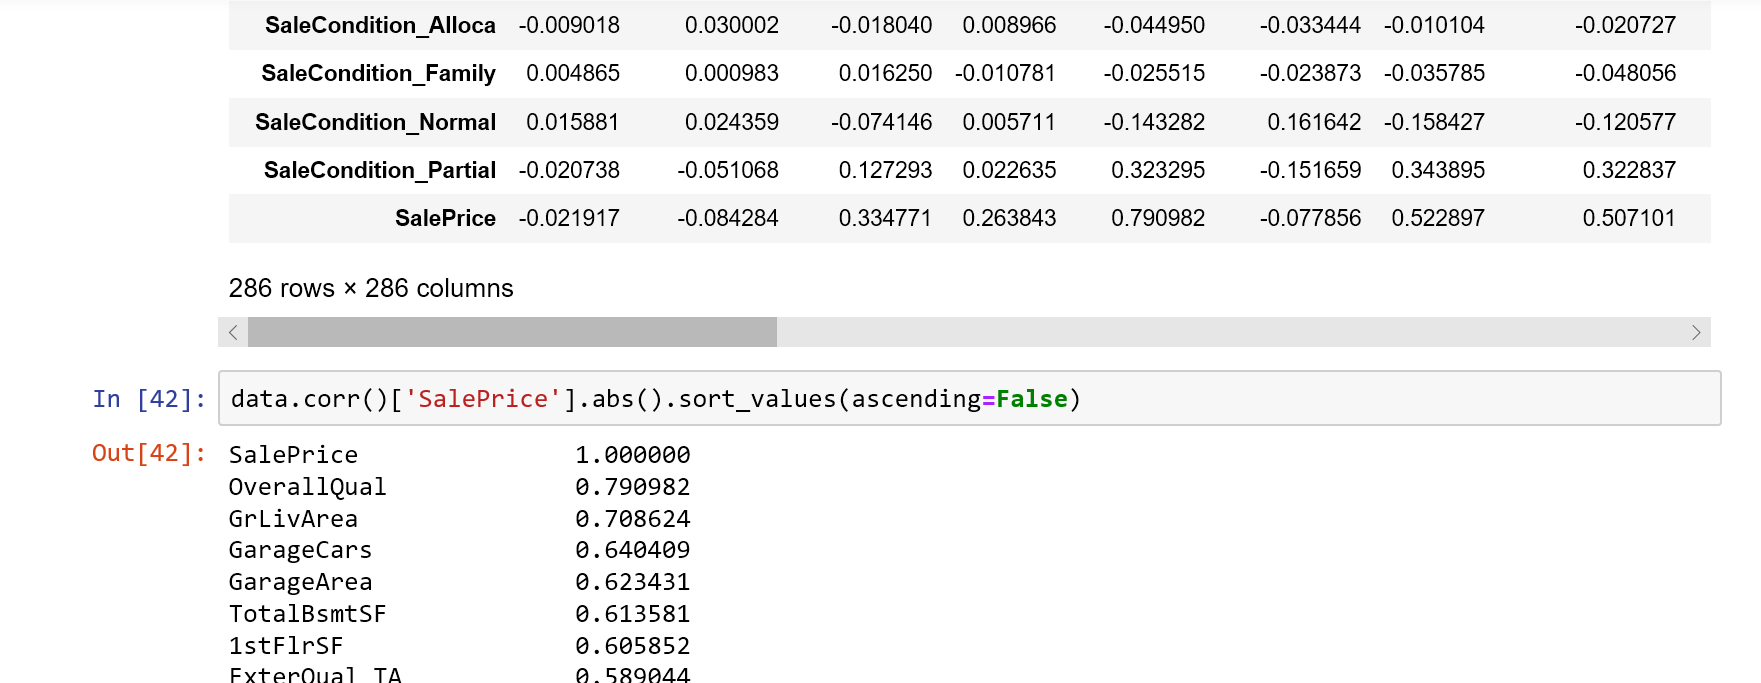 SaleCondition_Alloca -0.009018 0.030002 -0.018040 0.008966 -0.044950 -0.033444 -0.010104 -0.020727
SaleCondition_Family 0.004865 0.000983 0.016250 -0.010781 -0.025515 -0.023873 -0.035785 -0.048056
SaleCondition_Normal 0.015881 0.024359 -0.074146 0.005711 -0.143282 0.161642 -0.158427 -0.120577
SaleCondition_Partial -0.020738 -0.051068 0.127293 0.022635 0.323295 -0.151659 0.343895 0.322837
SalePrice -0.021917 -0.084284 0.334771 0.263843 0.790982 -0.077856 0.522897 0.507101
286 rows × 286 columns
In [42]: data.corr()['SalePrice'].abs().sort_values(ascending=False)
Out[42]: SalePrice 1.000000
OverallQual 0.790982
GrLivArea 0.708624
GarageCars 0.640409
GarageArea 0.623431
TotalBsmtSF 0.613581
1stFlrSF 0.605852
ExterQual_TA 0.589044